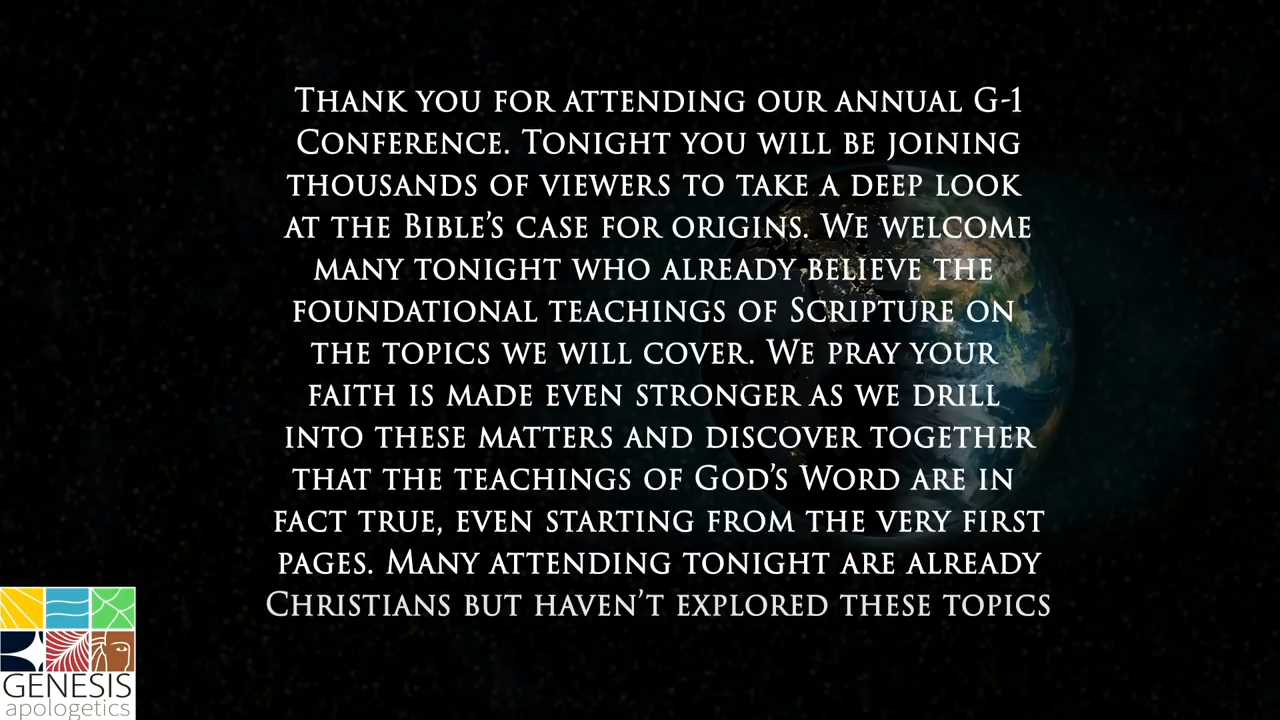 Thank you for attending our annual G-1
Conference. Tonight you will be joining
thousands of viewers to take a deep look
at the Bible's case for origins. We welcome
many tonight who already believe the
foundational teachings of Scripture on
the topics we will cover. We pray your
faith is made even stronger as we drill
into these matters and discover together
that the teachings of God's Word are in
fact true, even starting from the very first
pages. Many attending tonight are already
Christians but haven't explored these topics
GENESIS
apologetics